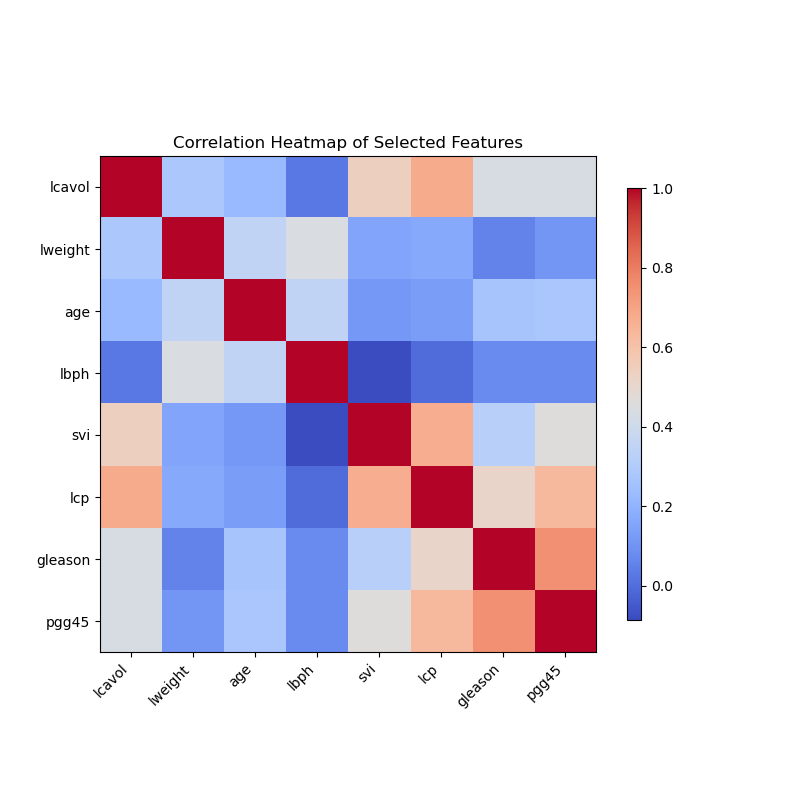 Correlation Heatmap of Selected Features
lcavol
lweight
age
lbph
svi
lcp
gleason
pgg45
lcavol
lweight
age
lbph
svi
lcp
gleason
pgg45
1.0
0.8
0.6
0.4
0.2
0.0